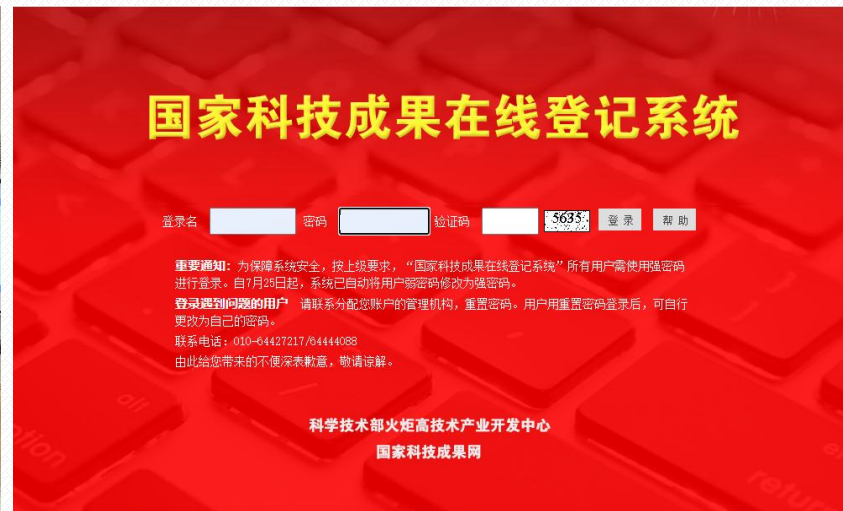 国家科技成果在线登记系统
登录名 密码 验证码 5635 登 录 帮 助
重要通知：为保障系统安全，按上级要求，“国家科技成果在线登记系统”所有用户需使用强密码
进行登录。自7月25日起，系统已自动将用户弱密码修改为强密码。
登录遇到问题的用户 请联系分配您账户的管理机构，重置密码。用户用重置密码登录后，可自行
更改为自己的密码。
联系电话：010-64427217/64444088
由此给您带来的不便深表歉意，敬请谅解。
科学技术部火炬高技术产业开发中心
国家科技成果网
alt
option
return